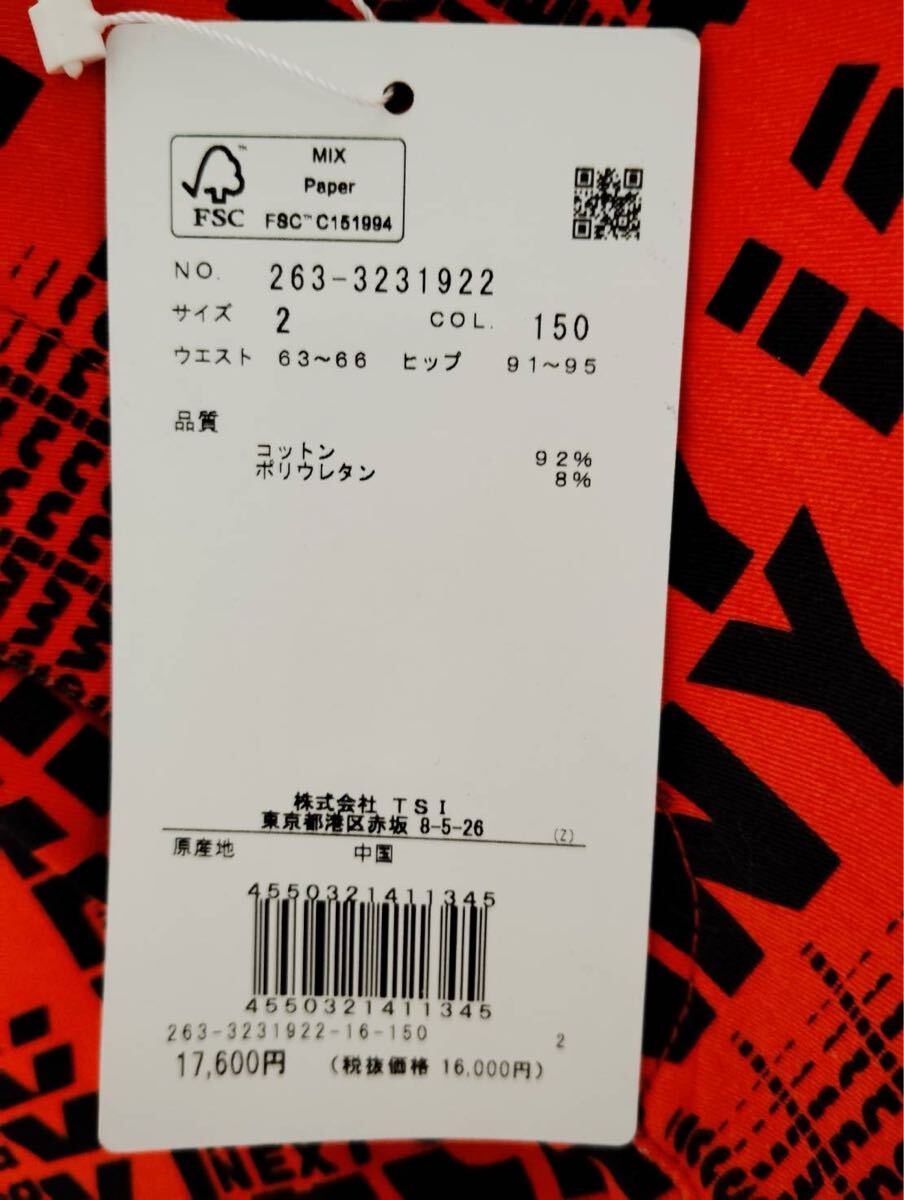 MIX
Paper
FSC™ C151994
FSC
NO. 263-3231922
サイズ 2 COL. 150
ウエスト 63〜66 ヒップ 91〜95
品質
コットン 92%
ポリウレタン 8%
株式会社 TSI
東京都港区赤坂 8-5-26 (Z)
原産地 中国
4550321411345
4550321411345
263-3231922-16-150 2
17,600円 (税抜価格 16,000円)
NEXT